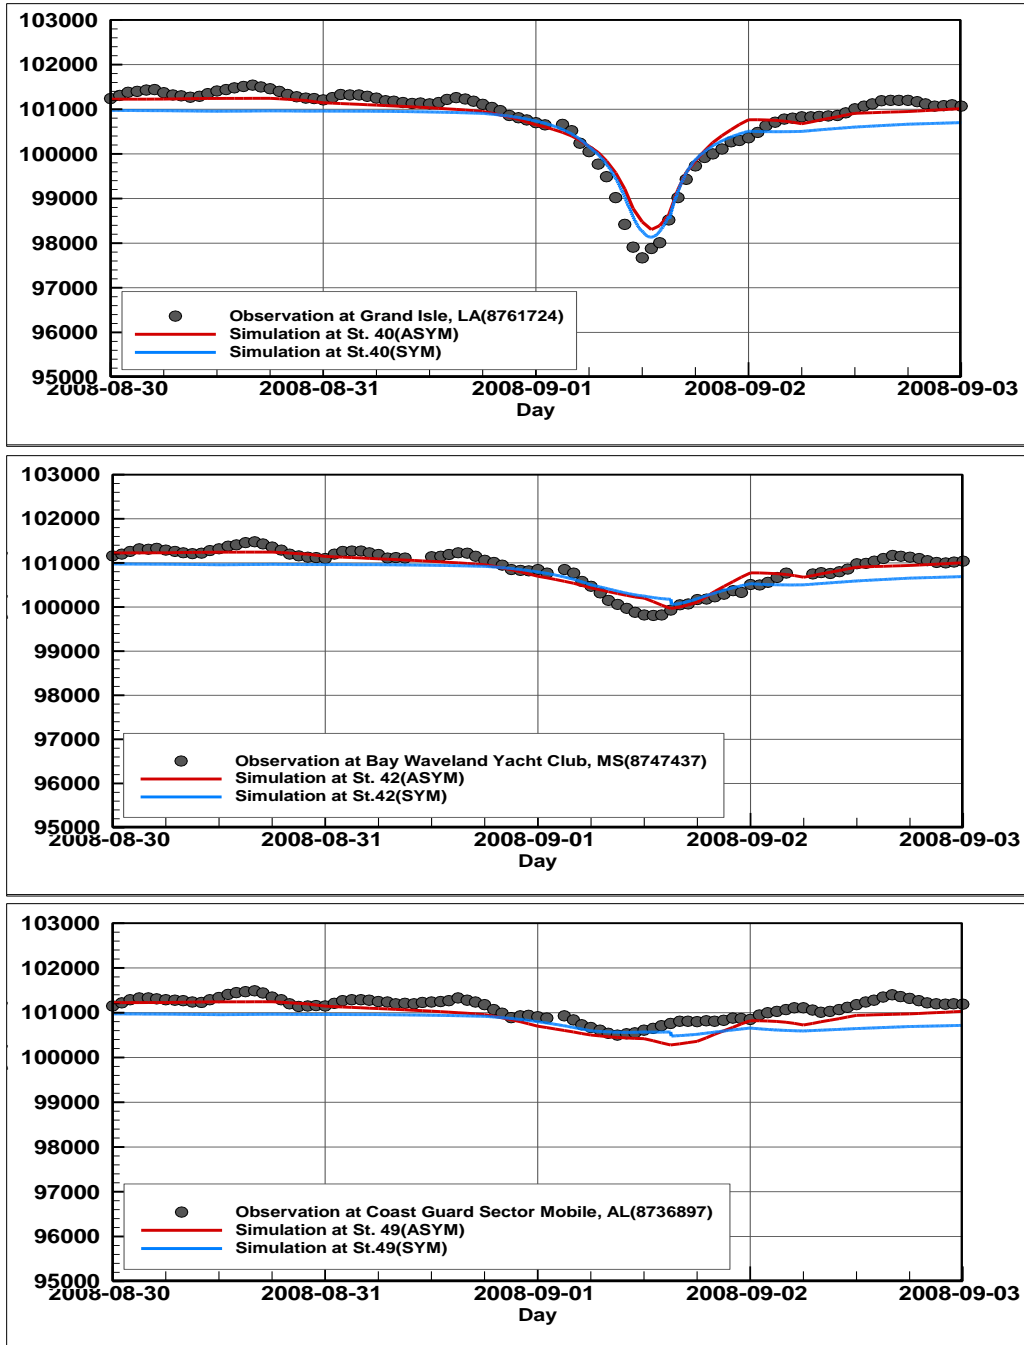 103000
102000
101000
100000
99000
98000
97000
96000
95000
Observation at Grand Isle, LA(8761724)
Simulation at St. 40(ASYM)
Simulation at St.40(SYM)
2008-08-30 2008-08-31 2008-09-01 2008-09-02 2008-09-03
Day
103000
102000
101000
100000
99000
98000
97000
96000
95000
Observation at Bay Waveland Yacht Club, MS(8747437)
Simulation at St. 42(ASYM)
Simulation at St.42(SYM)
2008-08-30 2008-08-31 2008-09-01 2008-09-02 2008-09-03
Day
103000
102000
101000
100000
99000
98000
97000
96000
95000
Observation at Coast Guard Sector Mobile, AL(8736897)
Simulation at St. 49(ASYM)
Simulation at St.49(SYM)
2008-08-30 2008-08-31 2008-09-01 2008-09-02 2008-09-03
Day